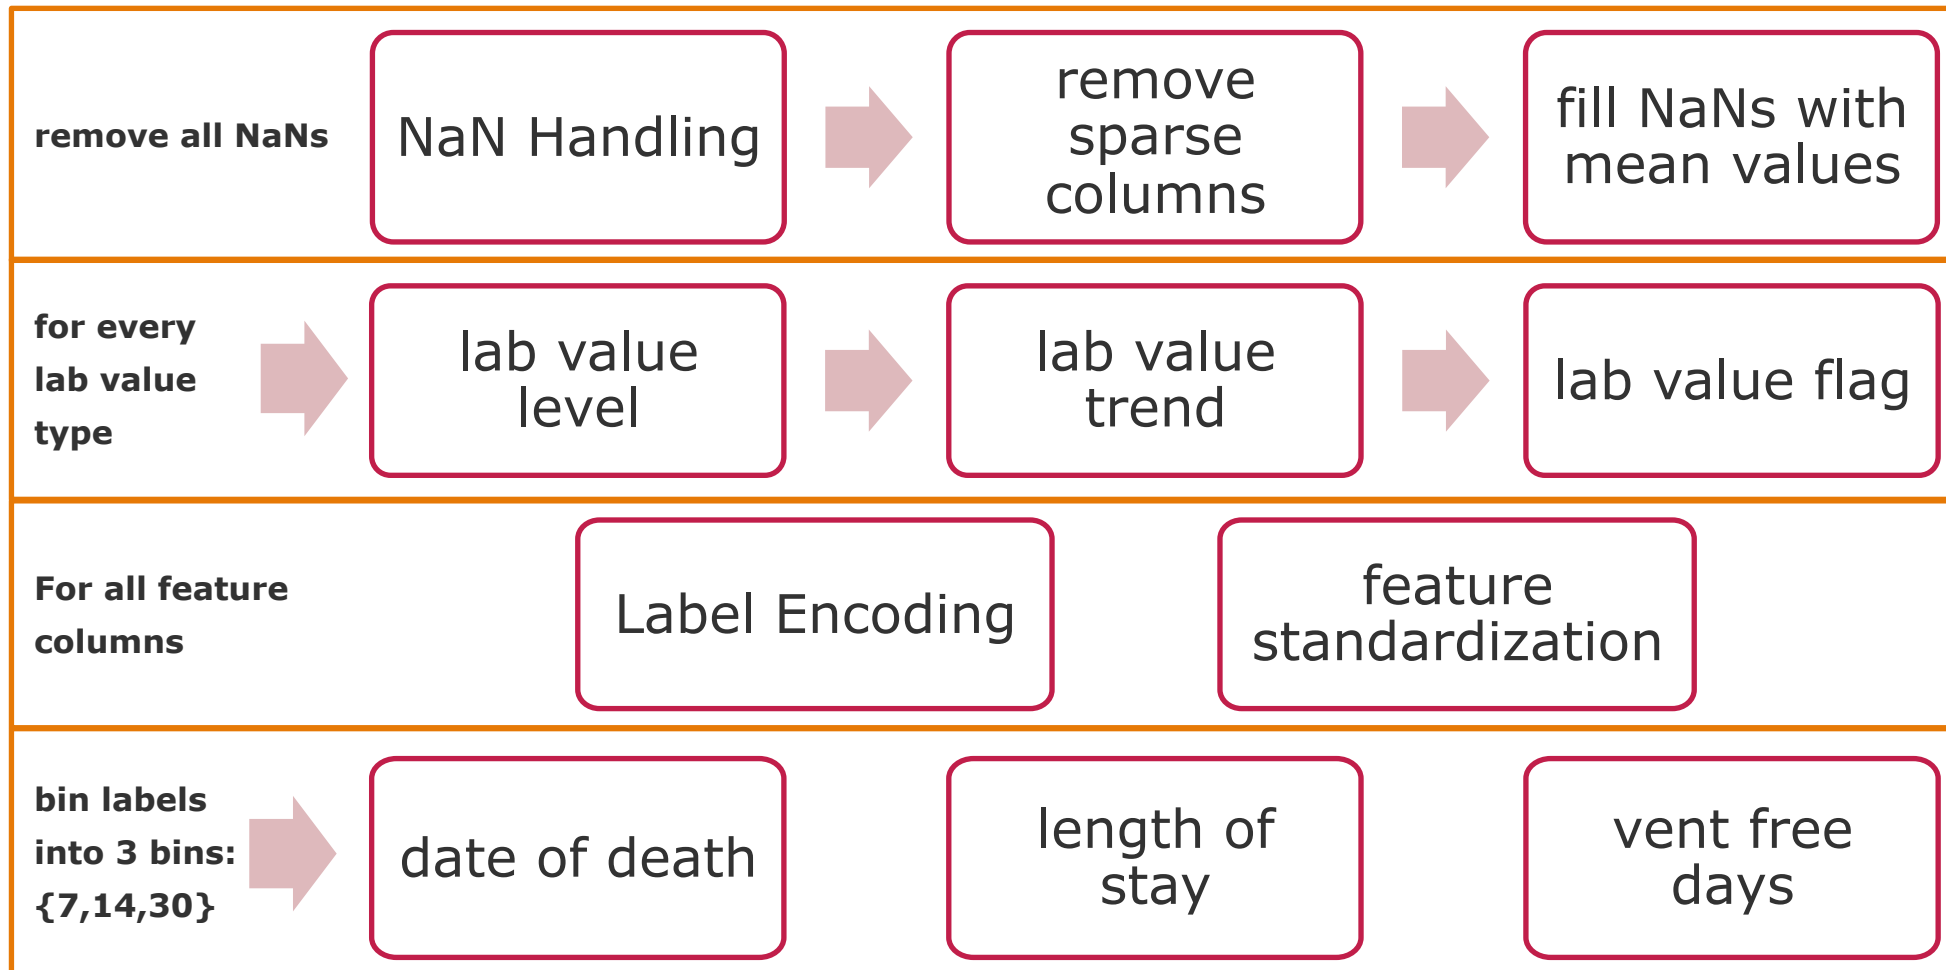 remove all NaNs
NaN Handling
remove
sparse
columns
fill NaNs with
mean values
for every
lab value
type
lab value
level
lab value
trend
lab value flag
For all feature
columns
Label Encoding
feature
standardization
bin labels
into 3 bins:
{7,14,30}
date of death
length of
stay
vent free
days